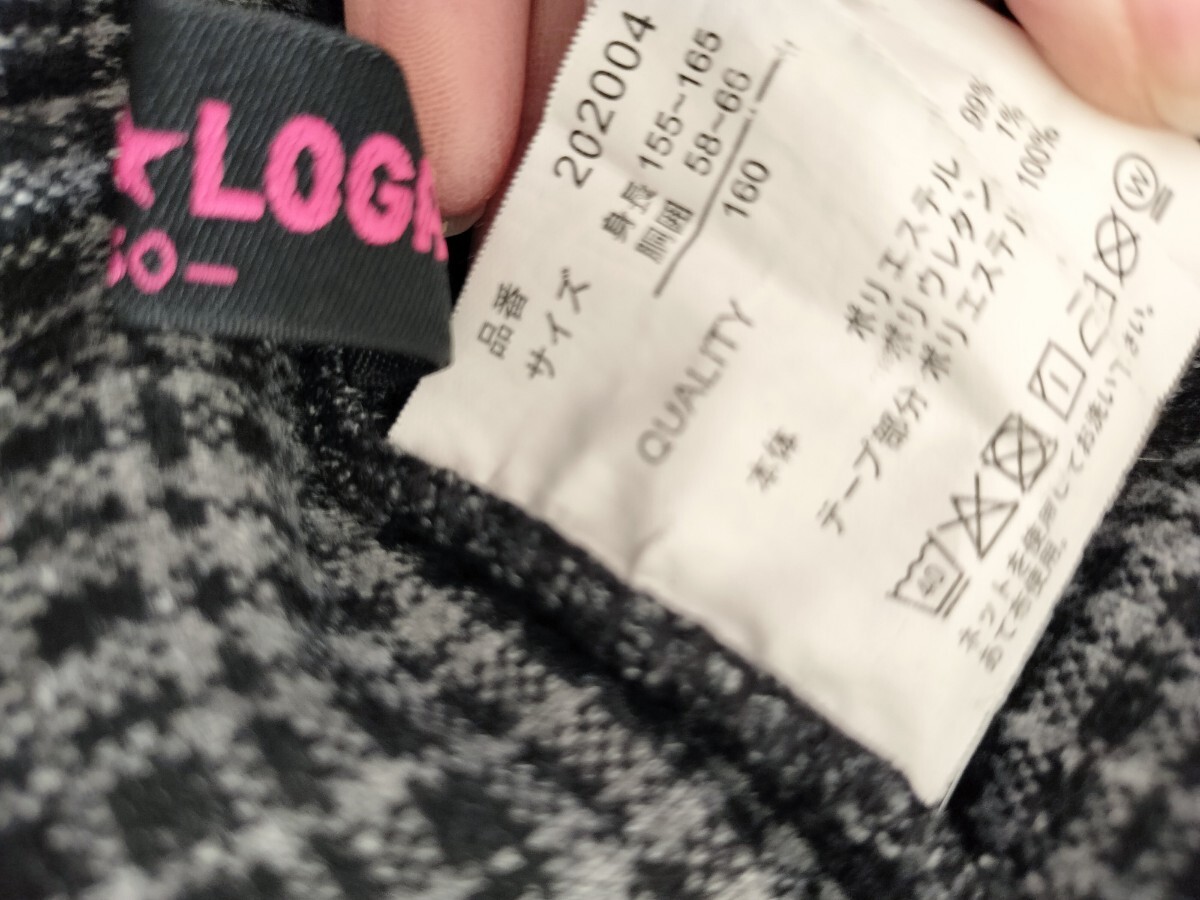 LOG
SO
品番 202004
サイズ 身長 155~165
胴囲 58~66
160
QUALITY
本体 ポリエステル 99%
ポリウレタン 1%
テープ部分 ポリエステル 100%
40
W
ネットを使用してお洗い下さい。